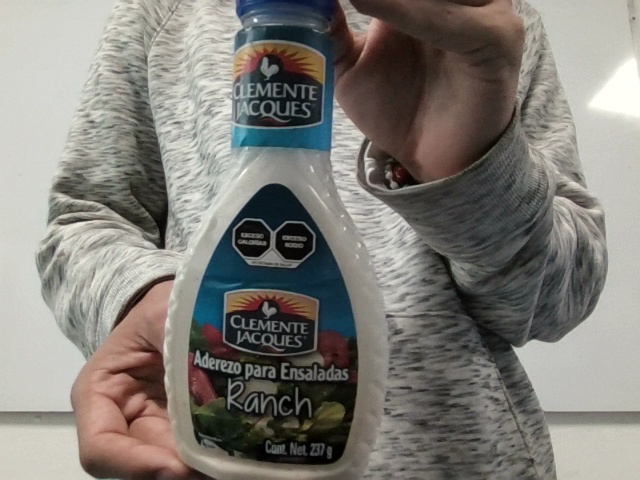 CLEMENTE
JACQUES
EXCESO
CALORÍAS
EXCESO
SODIO
CLEMENTE
JACQUES
Aderezo para Ensaladas
Ranch
Cont. Net. 237 g